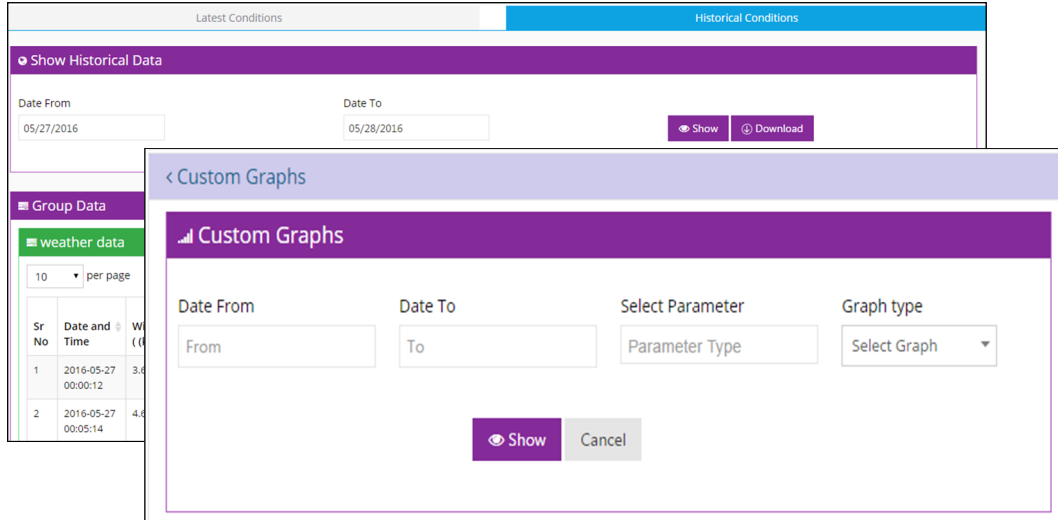 Latest Conditions
Historical Conditions
Show Historical Data
Date From
Date To
05/27/2016
05/28/2016
Show
Download
Group Data
weather data
10 per page
Sr No
Date and Time
1
2016-05-27 00:00:12
2
2016-05-27 00:05:14
Custom Graphs
Custom Graphs
Date From
Date To
Select Parameter
Graph type
From
To
Parameter Type
Select Graph
Show
Cancel